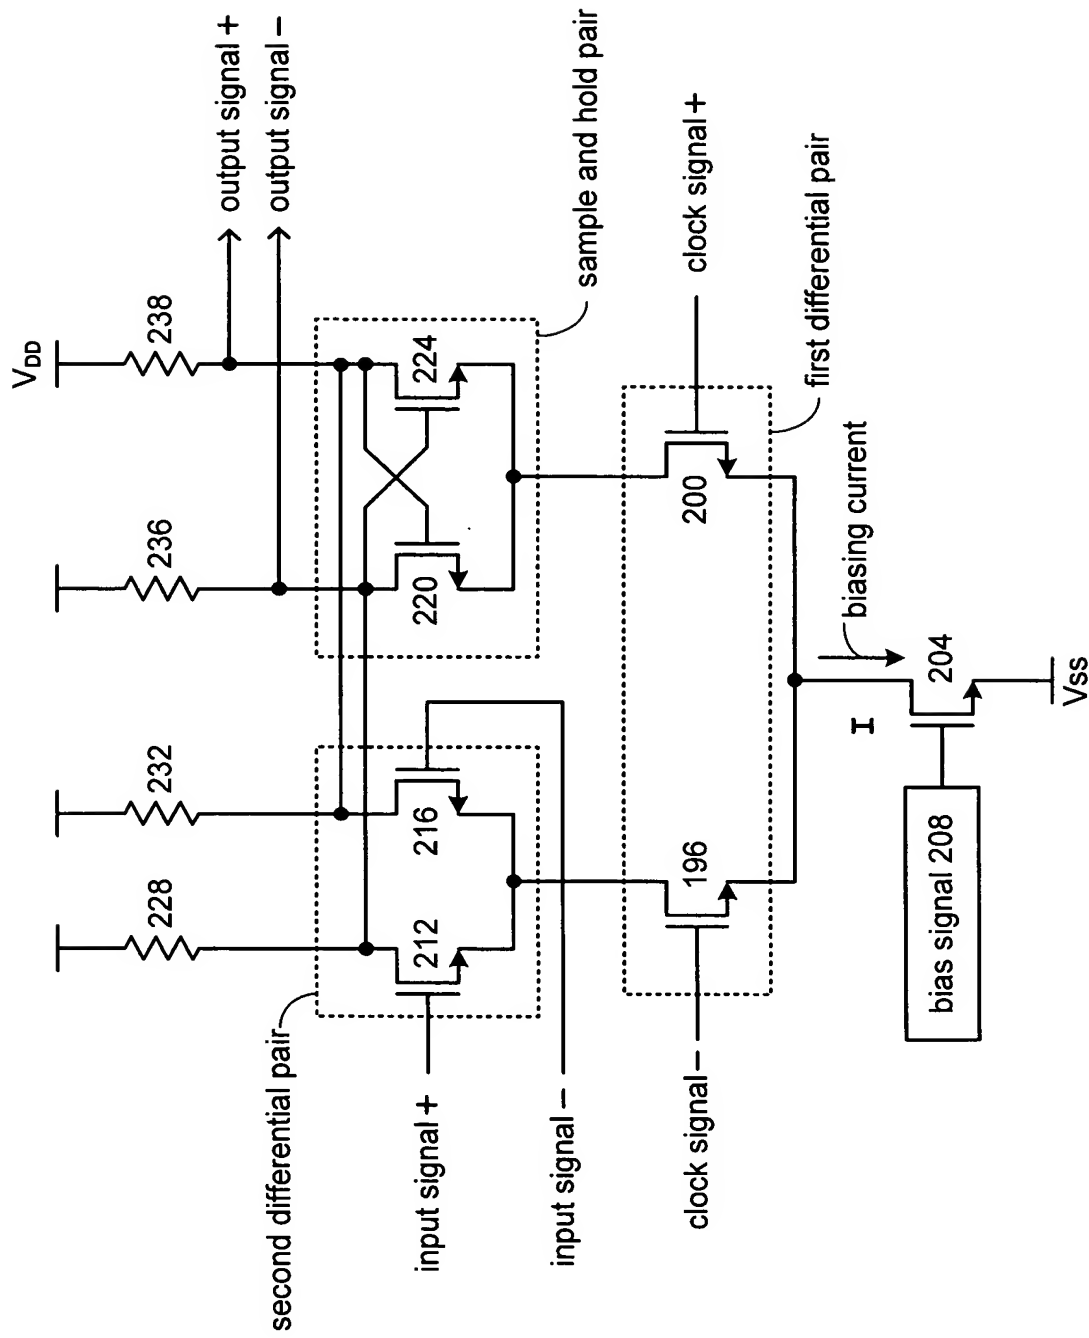 V_DD
228
232
236
238
output signal +
output signal −
second differential pair
212
216
220
224
sample and hold pair
input signal +
input signal −
clock signal −
196
200
clock signal +
first differential pair
I
biasing current
bias signal 208
204
Vss